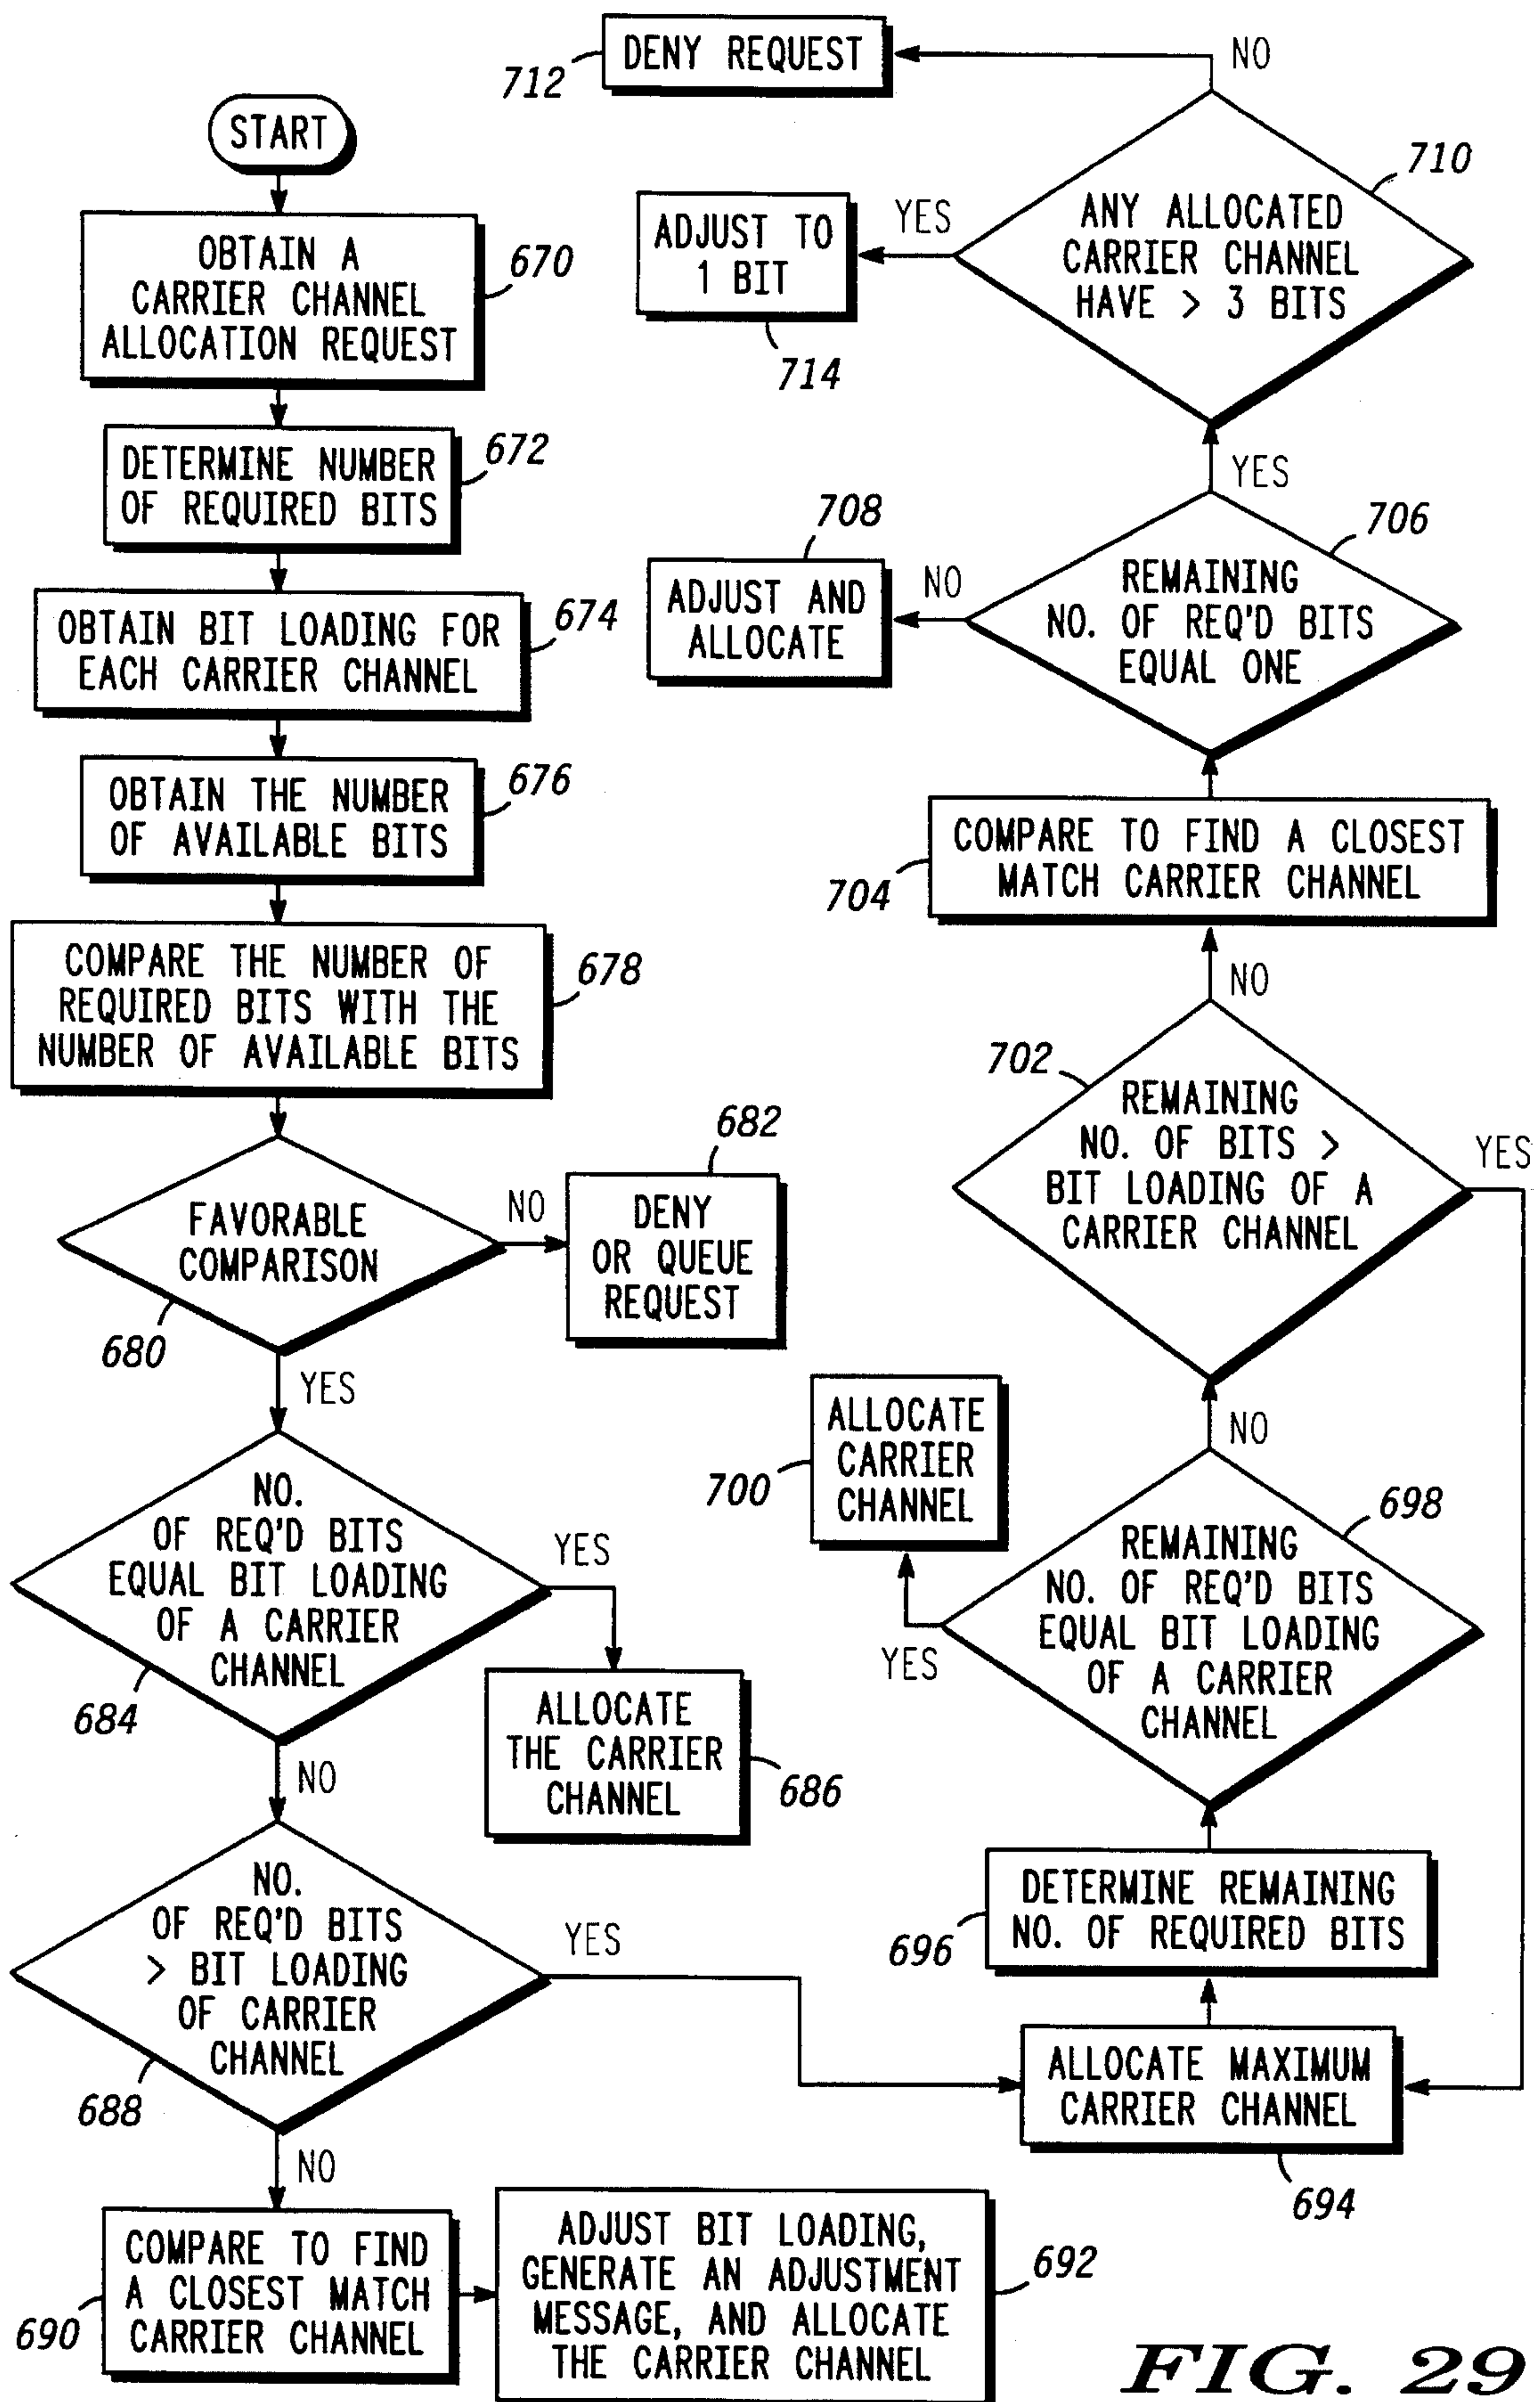 START
OBTAIN A
CARRIER CHANNEL
ALLOCATION REQUEST
670
DETERMINE NUMBER
OF REQUIRED BITS
672
OBTAIN BIT LOADING FOR
EACH CARRIER CHANNEL
674
OBTAIN THE NUMBER
OF AVAILABLE BITS
676
COMPARE THE NUMBER OF
REQUIRED BITS WITH THE
NUMBER OF AVAILABLE BITS
678
FAVORABLE
COMPARISON
680
NO
DENY
OR QUEUE
REQUEST
682
YES
NO.
OF REQ'D BITS
EQUAL BIT LOADING
OF A CARRIER
CHANNEL
684
YES
ALLOCATE
THE CARRIER
CHANNEL
686
NO
NO.
OF REQ'D BITS
> BIT LOADING
OF CARRIER
CHANNEL
688
YES
NO
COMPARE TO FIND
A CLOSEST MATCH
CARRIER CHANNEL
690
ADJUST BIT LOADING,
GENERATE AN ADJUSTMENT
MESSAGE, AND ALLOCATE
THE CARRIER CHANNEL
692
ALLOCATE MAXIMUM
CARRIER CHANNEL
694
DETERMINE REMAINING
NO. OF REQUIRED BITS
696
REMAINING
NO. OF REQ'D BITS
EQUAL BIT LOADING
OF A CARRIER
CHANNEL
698
YES
ALLOCATE
CARRIER
CHANNEL
700
NO
REMAINING
NO. OF BITS >
BIT LOADING OF A
CARRIER CHANNEL
702
YES
NO
COMPARE TO FIND A CLOSEST
MATCH CARRIER CHANNEL
704
REMAINING
NO. OF REQ'D BITS
EQUAL ONE
706
NO
ADJUST AND
ALLOCATE
708
YES
ANY ALLOCATED
CARRIER CHANNEL
HAVE > 3 BITS
710
YES
ADJUST TO
1 BIT
714
NO
DENY REQUEST
712
FIG. 29